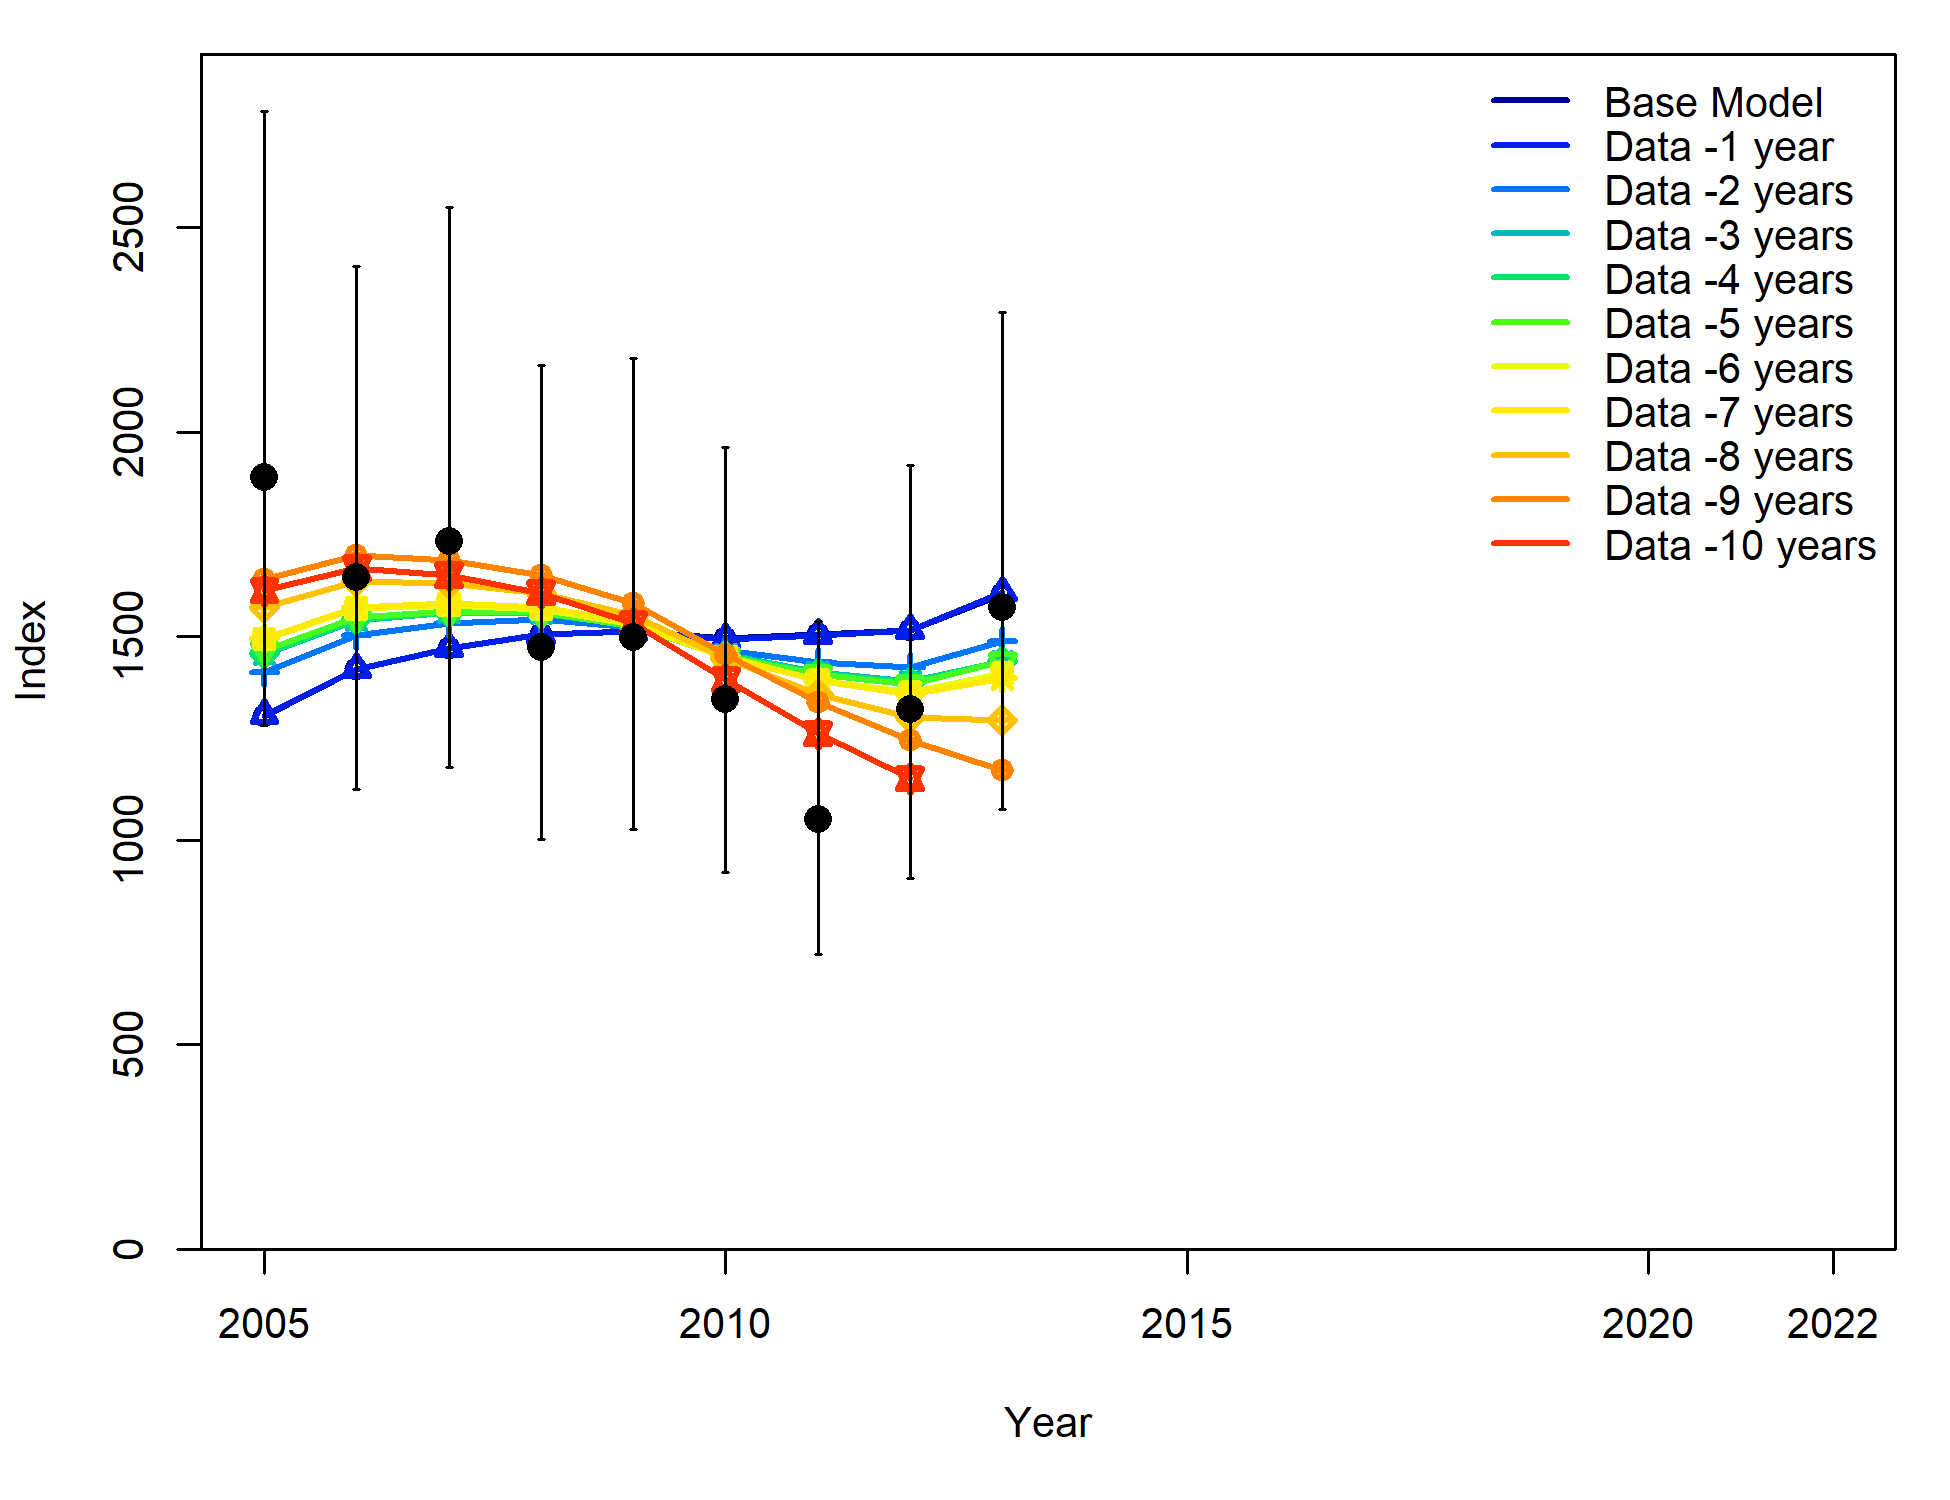 Base Model
Data -1 year
Data -2 years
Data -3 years
Data -4 years
Data -5 years
Data -6 years
Data -7 years
Data -8 years
Data -9 years
Data -10 years
2500
2000
1500
1000
500
0
Index
2005 2010 2015 2020 2022
Year